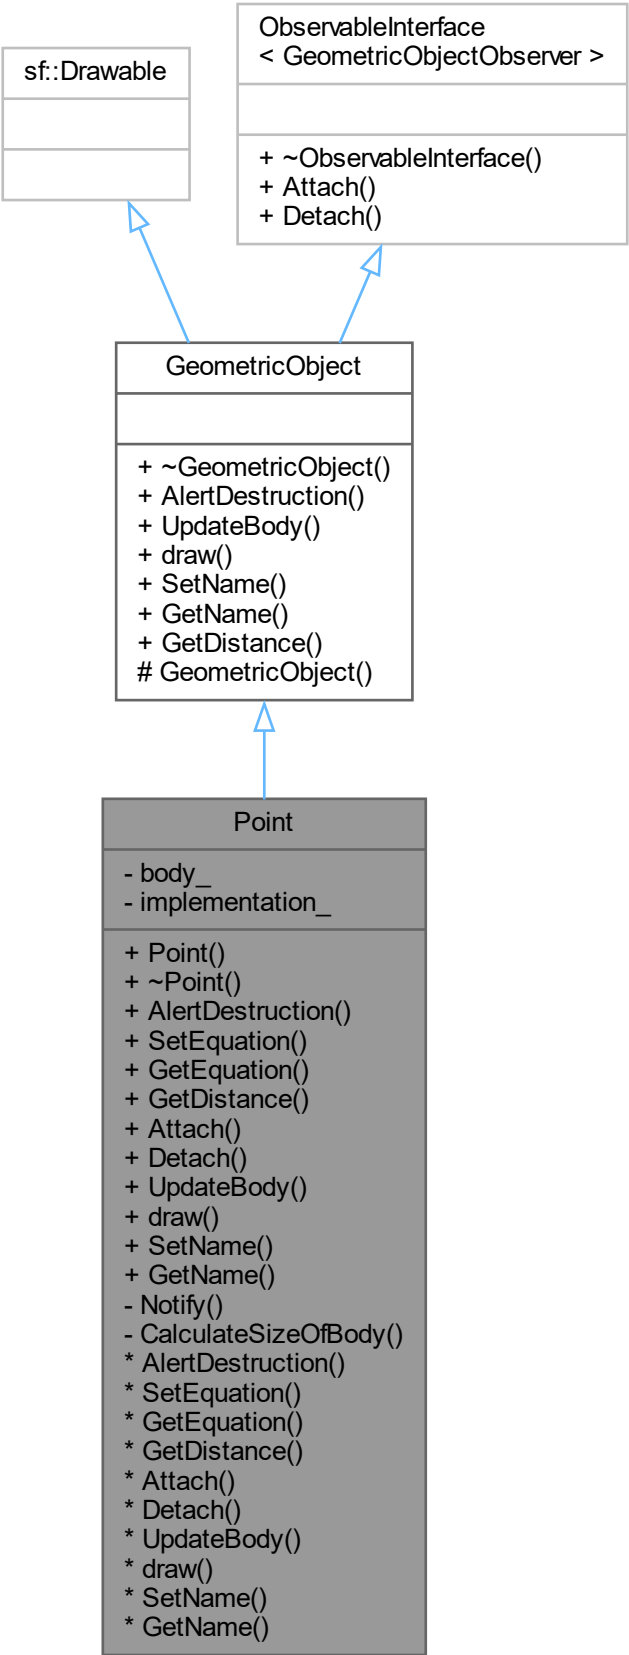 ObservableInterface
< GeometricObjectObserver >
sf::Drawable
+ ~ObservableInterface()
+ Attach()
+ Detach()
GeometricObject
+ ~GeometricObject()
+ AlertDestruction()
+ UpdateBody()
+ draw()
+ SetName()
+ GetName()
+ GetDistance()
# GeometricObject()
Point
- body_
- implementation_
+ Point()
+ ~Point()
+ AlertDestruction()
+ SetEquation()
+ GetEquation()
+ GetDistance()
+ Attach()
+ Detach()
+ UpdateBody()
+ draw()
+ SetName()
+ GetName()
- Notify()
- CalculateSizeOfBody()
* AlertDestruction()
* SetEquation()
* GetEquation()
* GetDistance()
* Attach()
* Detach()
* UpdateBody()
* draw()
* SetName()
* GetName()